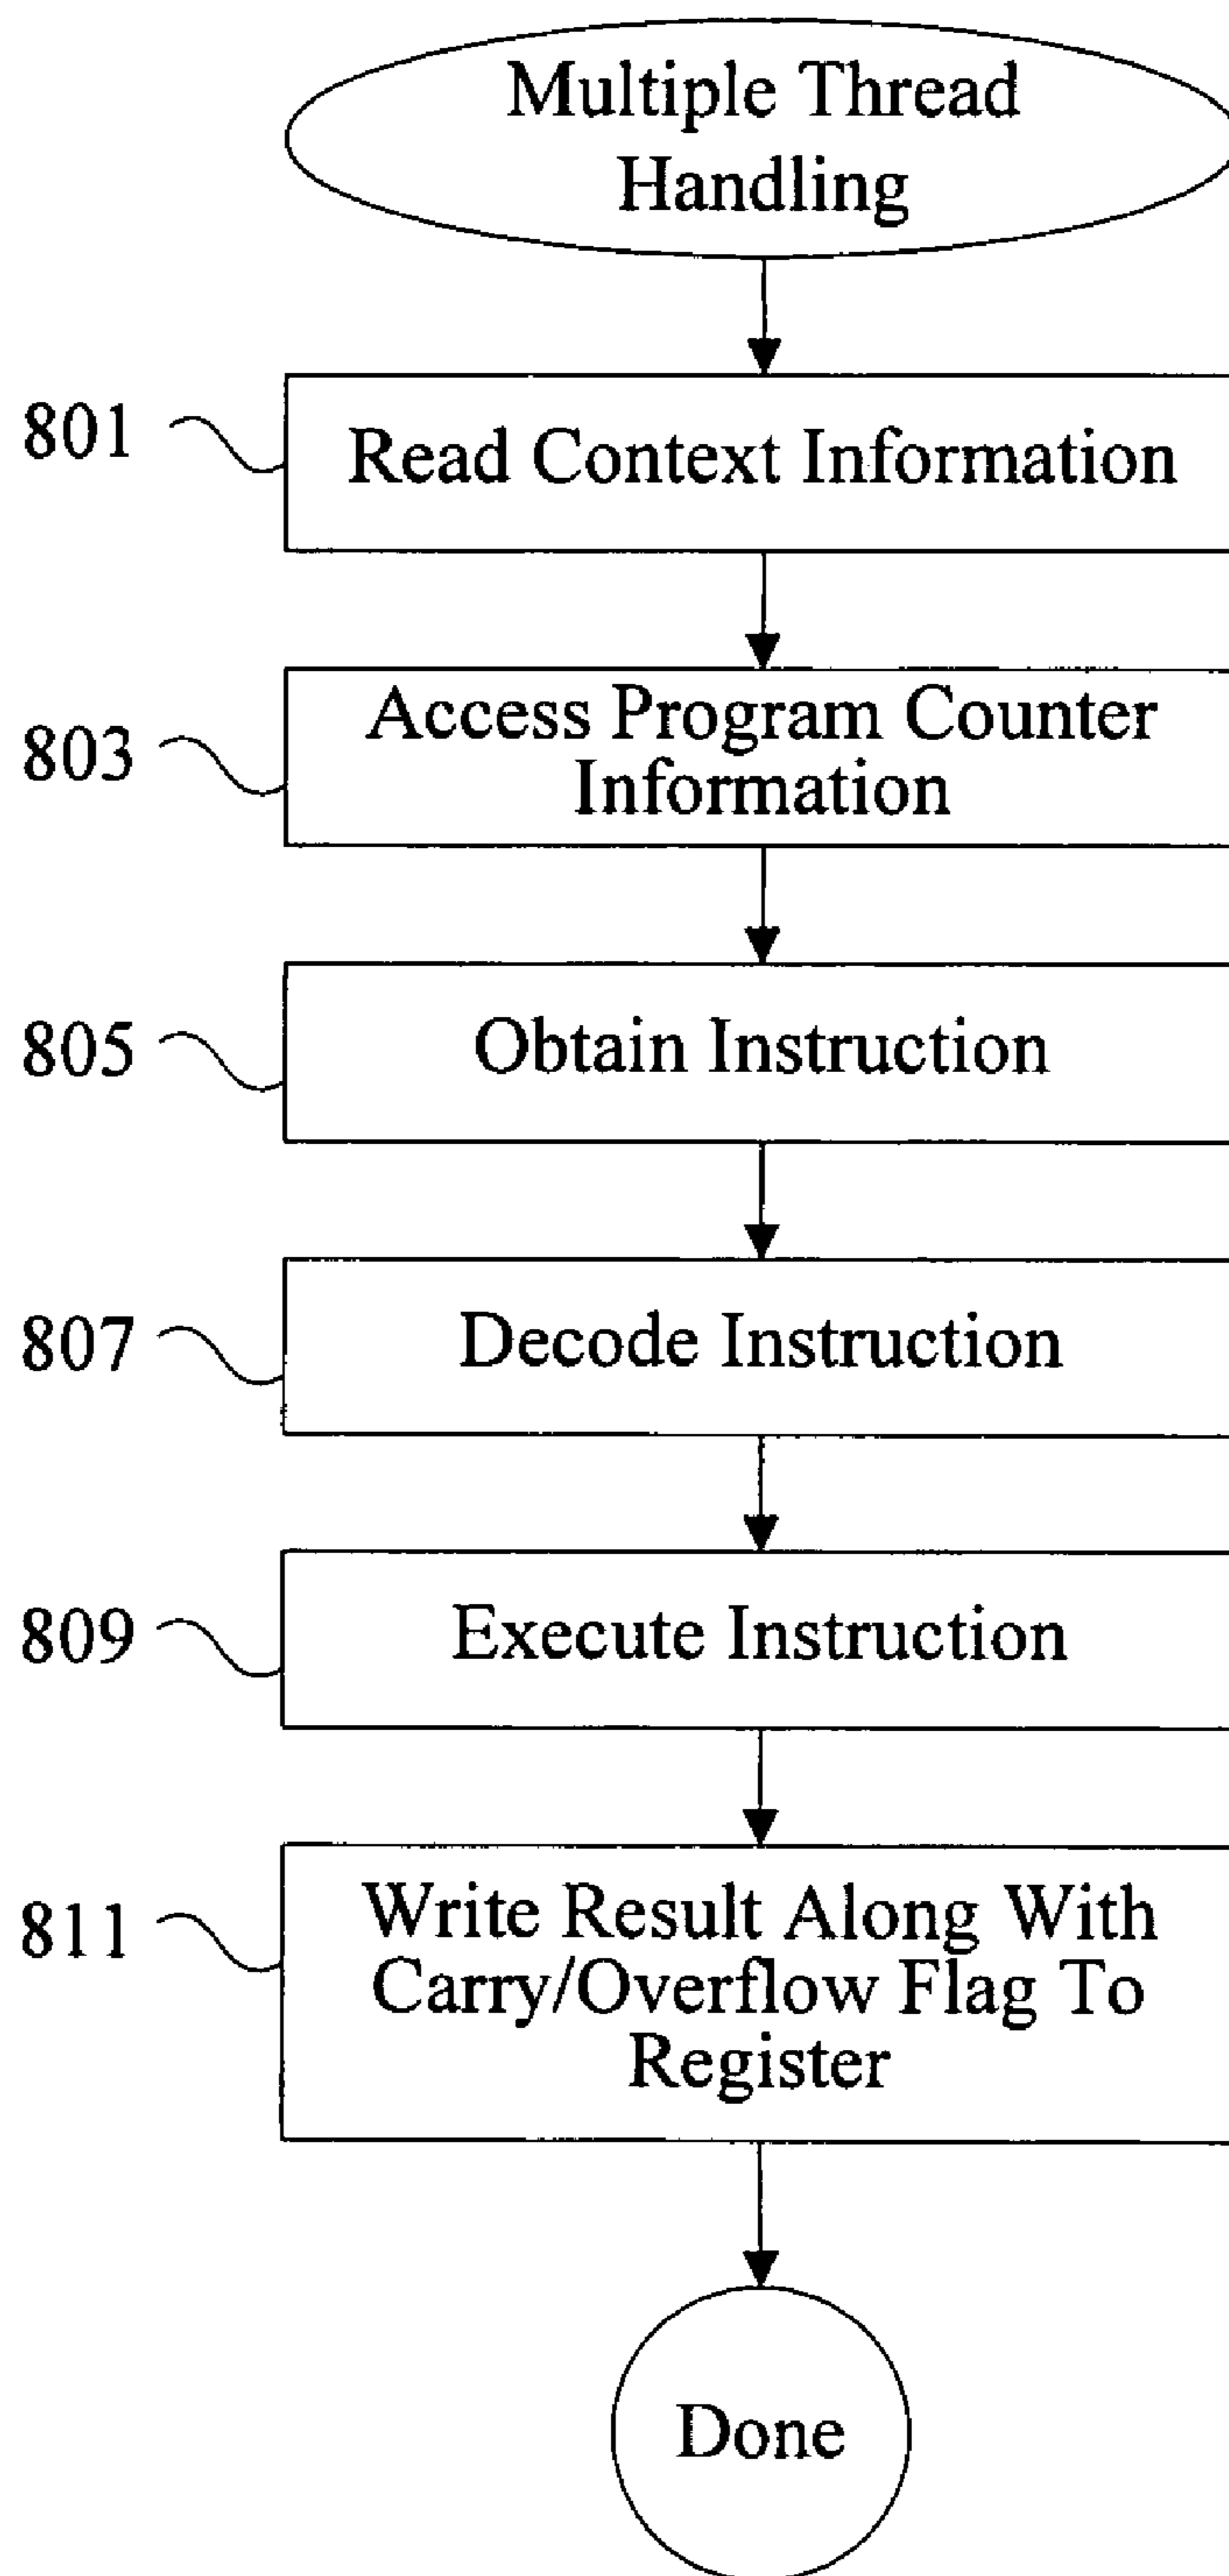 Multiple Thread
Handling
801
Read Context Information
803
Access Program Counter
Information
805
Obtain Instruction
807
Decode Instruction
809
Execute Instruction
811
Write Result Along With
Carry/Overflow Flag To
Register
Done